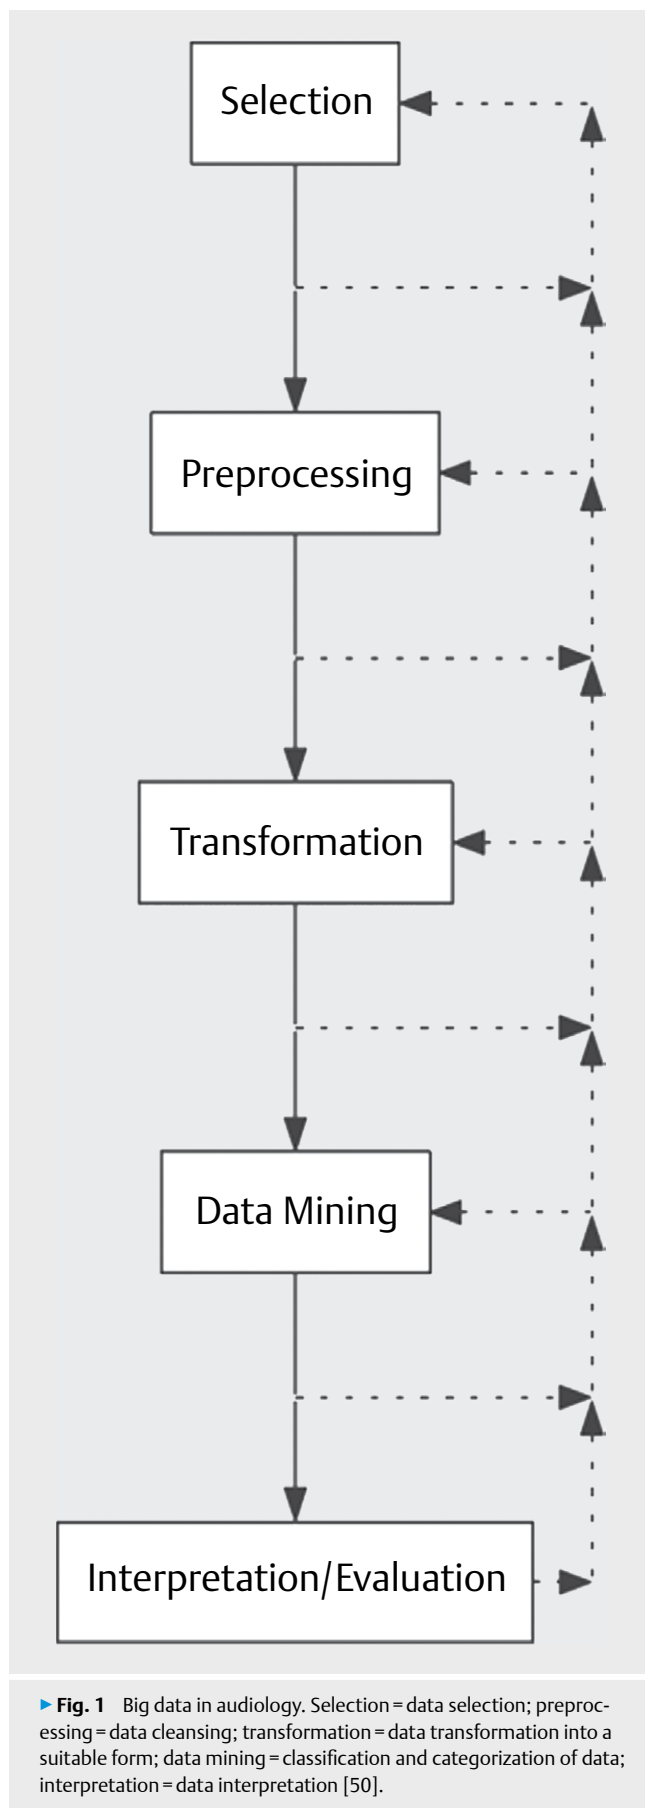 Selection
Preprocessing
Transformation
Data Mining
Interpretation/Evaluation
▶ Fig. 1 Big data in audiology. Selection = data selection; preproc-
essing = data cleansing; transformation = data transformation into a
suitable form; data mining = classification and categorization of data;
interpretation = data interpretation [50].